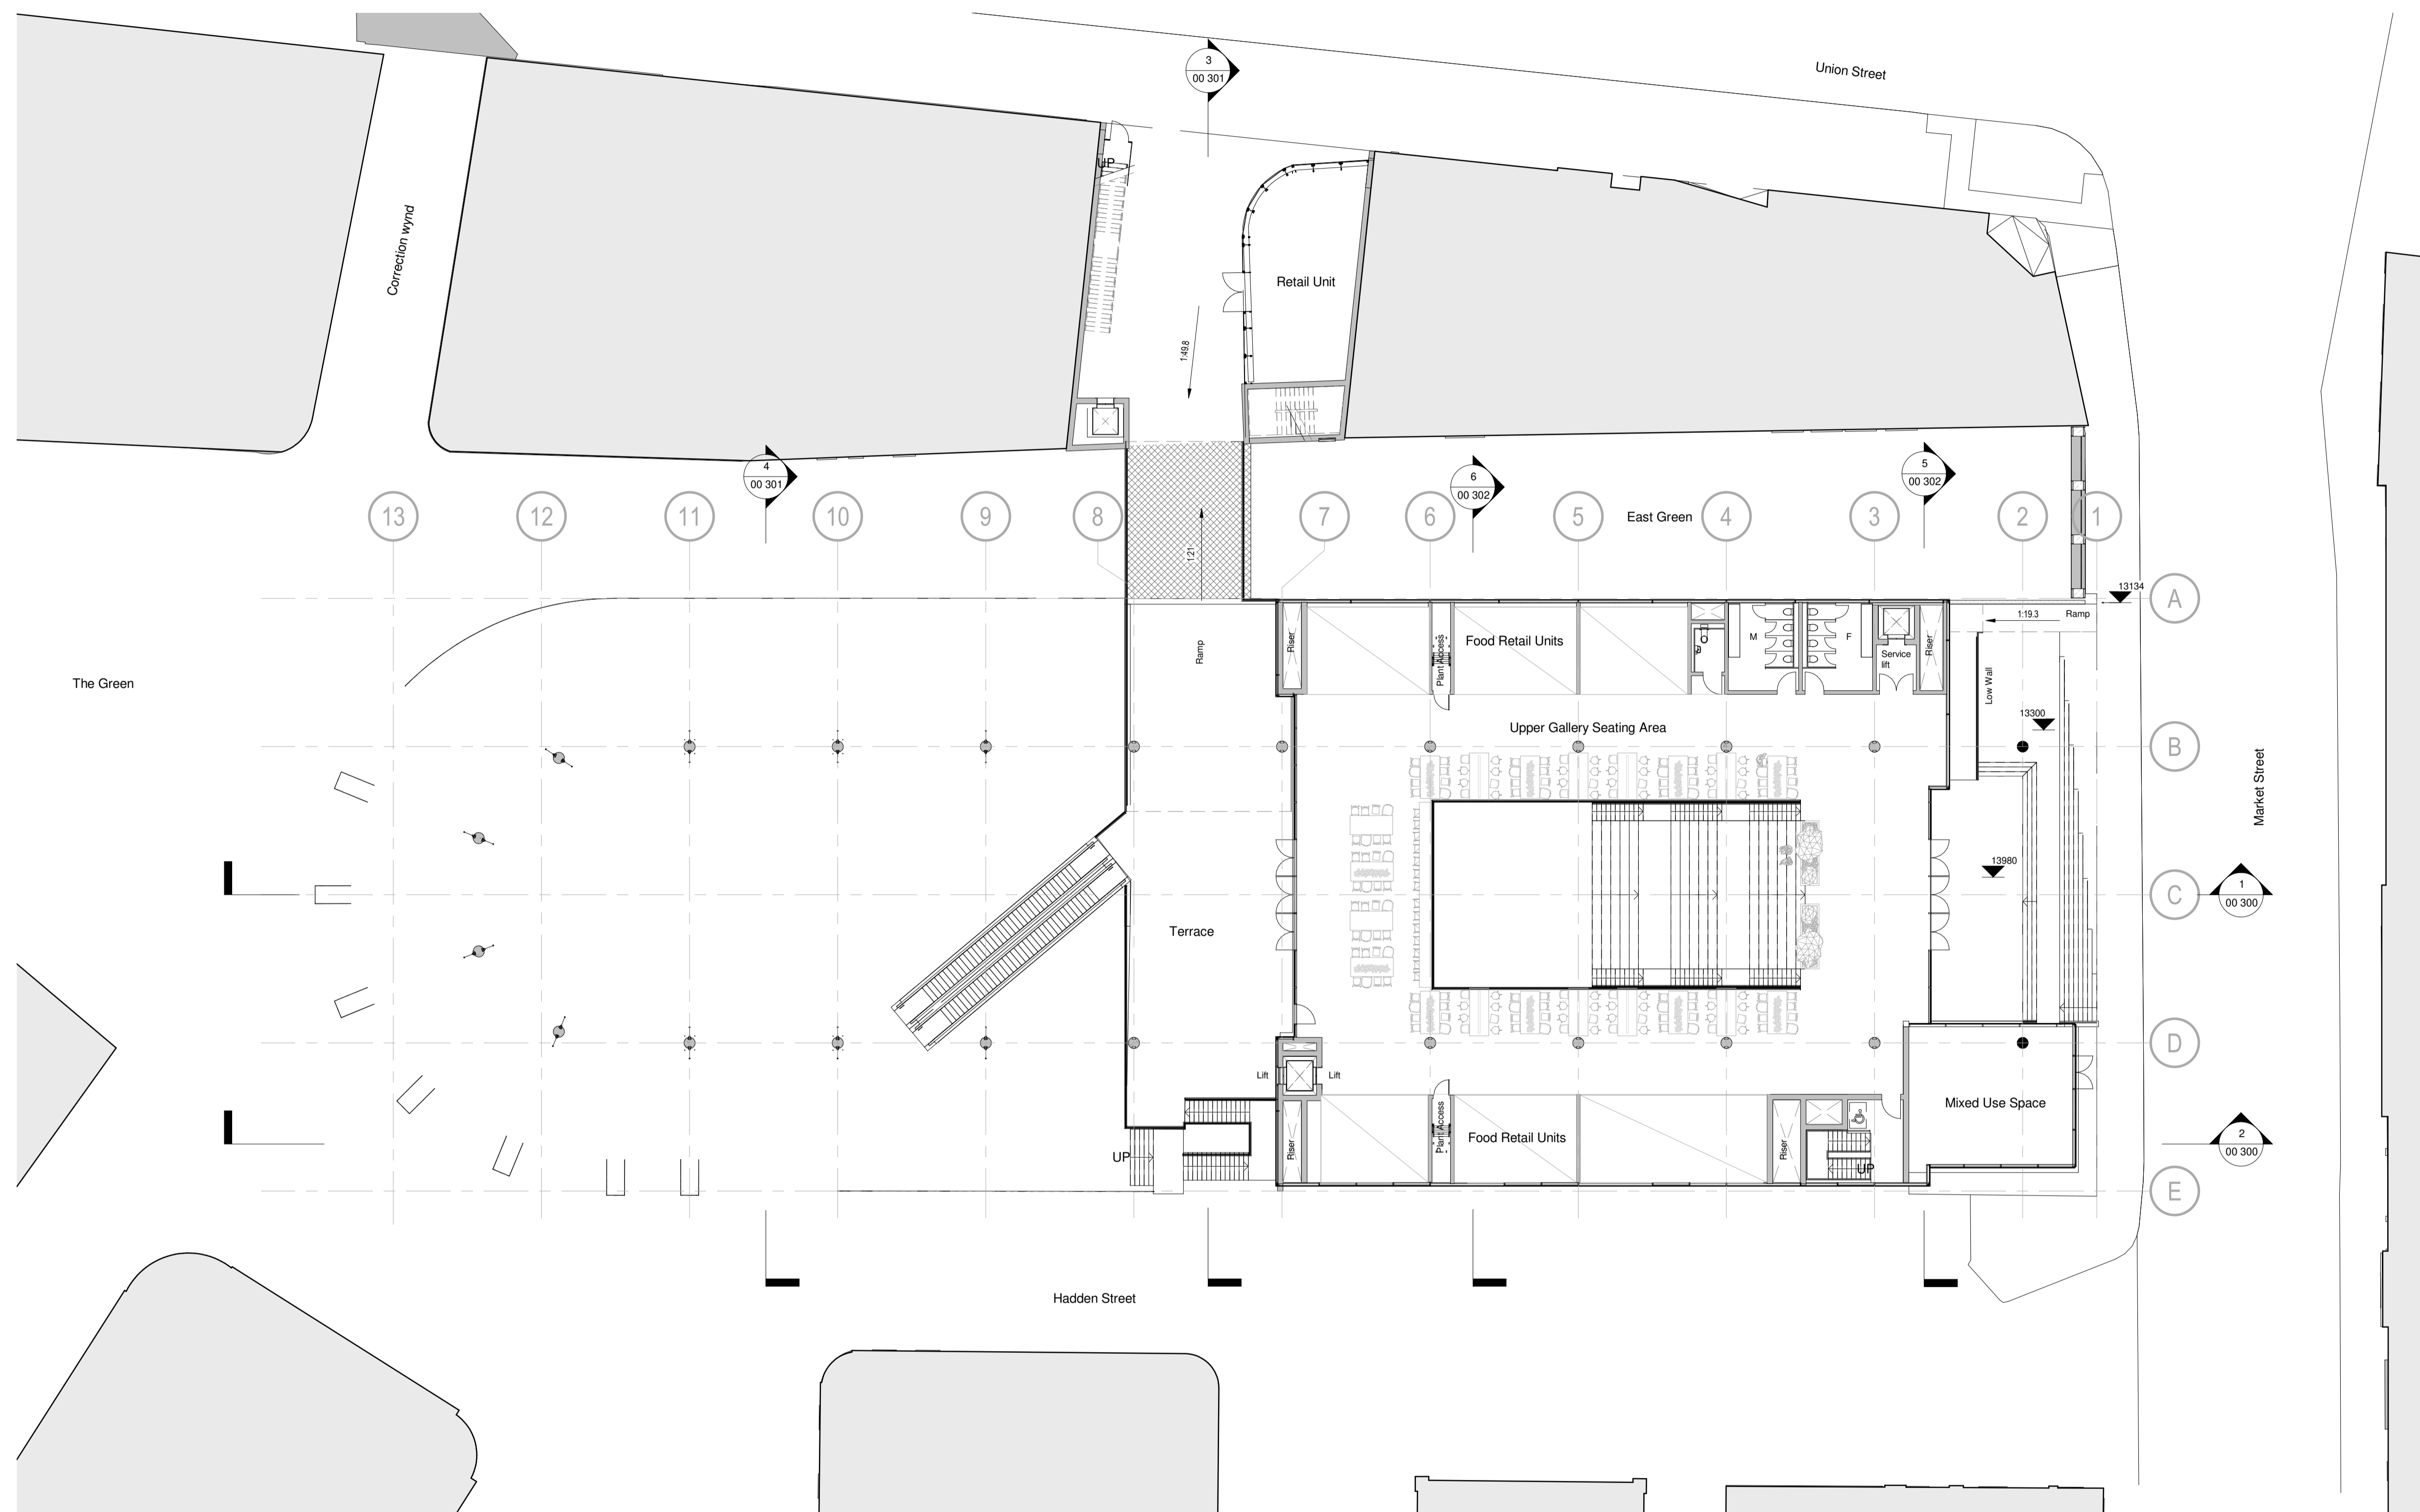 3
00 301
Union Street
UP
Correction wynd
Retail Unit
1:49.8
4
00 301
6
00 302
5
00 302
13
12
11
10
9
8
7
6
5
East Green
4
3
2
1
1:21
13134
A
1:19.3
Ramp
Riser
Plant Access
Food Retail Units
M
F
Service
lift
Riser
Ramp
Low Wall
The Green
13300
Upper Gallery Seating Area
B
Market Street
13980
C
1
00 300
Terrace
D
Lift
Lift
Mixed Use Space
Riser
Plant Access
Food Retail Units
Riser
UP
UP
2
00 300
E
Hadden Street